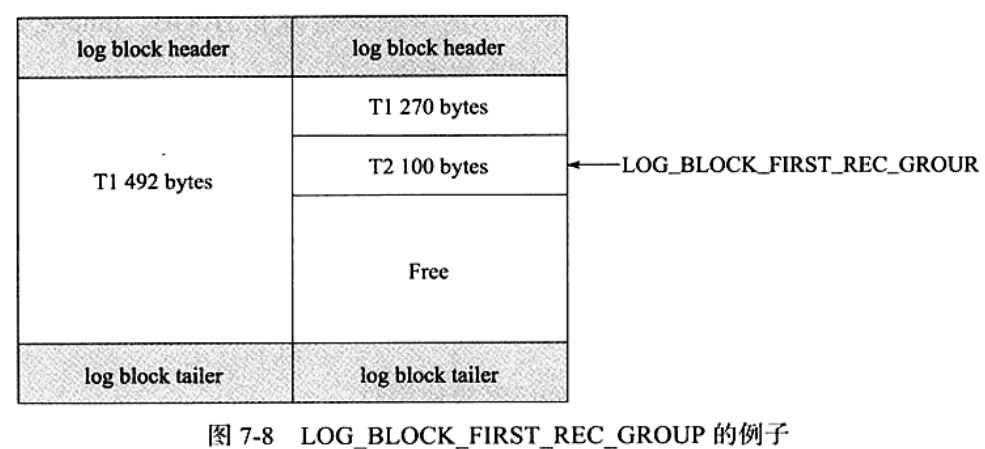 log block header
log block header
T1 492 bytes
T1 270 bytes
T2 100 bytes
LOG_BLOCK_FIRST_REC_GROUR
Free
log block tailer
log block tailer
图 7-8 LOG_BLOCK_FIRST_REC_GROUP 的例子